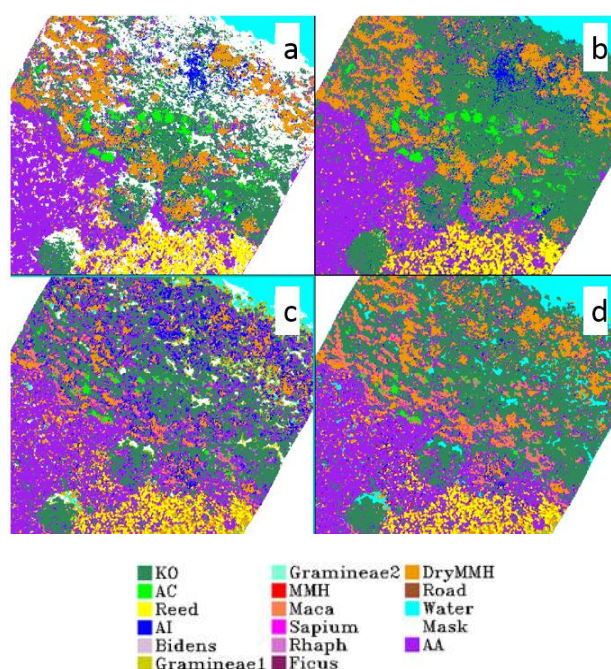 a
b
c
d
KO Gramineae2 DryMMH
AC MMH Road
Reed Maca Water
AI Sapium Mask
Bidens Rhaph AA
Gramineae1 Ficus